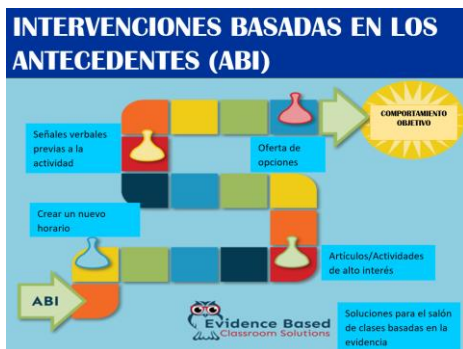 INTERVENCIONES BASADAS EN LOS
ANTECEDENTES (ABI)
COMPORTAMIENTO
OBJETIVO
Señales verbales
previas a la
actividad
Oferta de
opciones
Crear un nuevo
horario
Artículos/Actividades
de alto interés
ABI
Evidence Based
Classroom Solutions
Soluciones para el salón
de clases basadas en la
evidencia